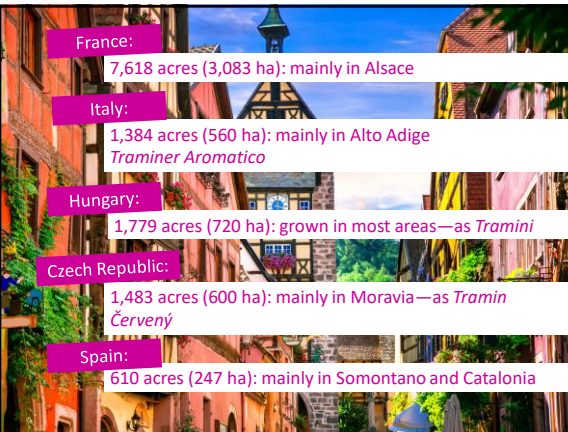 France:
7,618 acres (3,083 ha): mainly in Alsace
Italy:
1,384 acres (560 ha): mainly in Alto Adige
Traminer Aromatico
Hungary:
1,779 acres (720 ha): grown in most areas—as Tramini
Czech Republic:
1,483 acres (600 ha): mainly in Moravia—as Tramin
Červený
Spain:
610 acres (247 ha): mainly in Somontano and Catalonia